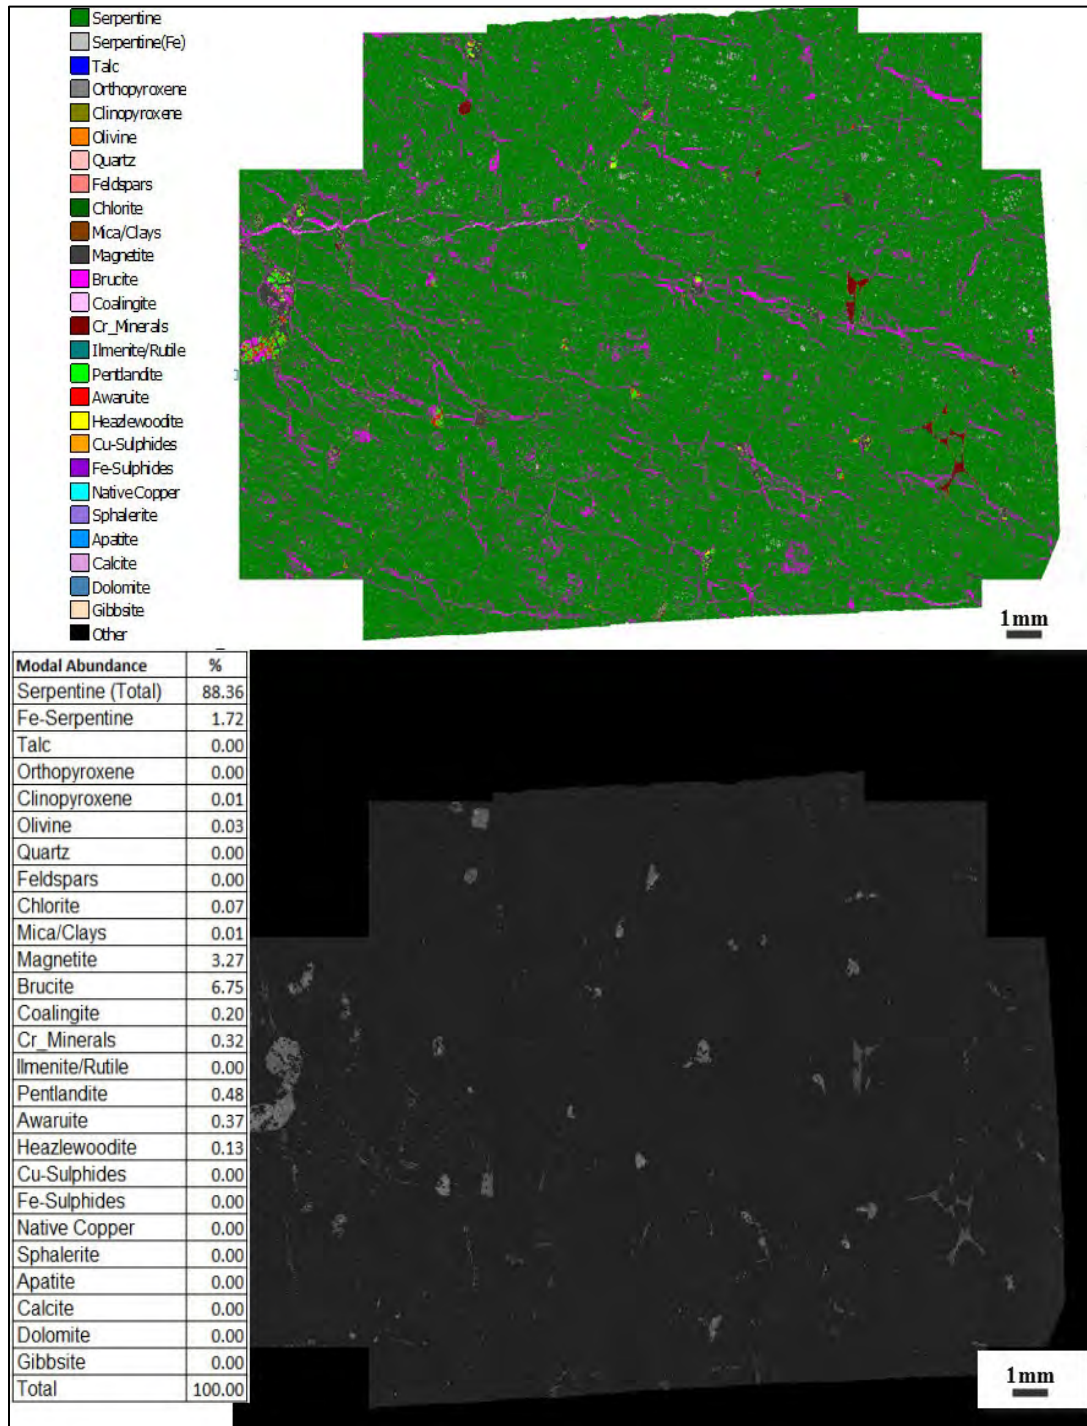 Serpentine
Serpentine(Fe)
Talc
Orthopyroxene
Clinopyroxene
Olivine
Quartz
Feldspars
Chlorite
Mica/Clays
Magnetite
Brucite
Coalingite
Cr_Minerals
Ilmenite/Rutile
Pentlandite
Awaruite
Heazlewoodite
Cu-Sulphides
Fe-Sulphides
Native Copper
Sphalerite
Apatite
Calcite
Dolomite
Gibbsite
Other
1mm
Modal Abundance %
Serpentine (Total) 88.36
Fe-Serpentine 1.72
Talc 0.00
Orthopyroxene 0.00
Clinopyroxene 0.01
Olivine 0.03
Quartz 0.00
Feldspars 0.00
Chlorite 0.07
Mica/Clays 0.01
Magnetite 3.27
Brucite 6.75
Coalingite 0.20
Cr_Minerals 0.32
Ilmenite/Rutile 0.00
Pentlandite 0.48
Awaruite 0.37
Heazlewoodite 0.13
Cu-Sulphides 0.00
Fe-Sulphides 0.00
Native Copper 0.00
Sphalerite 0.00
Apatite 0.00
Calcite 0.00
Dolomite 0.00
Gibbsite 0.00
Total 100.00
1mm